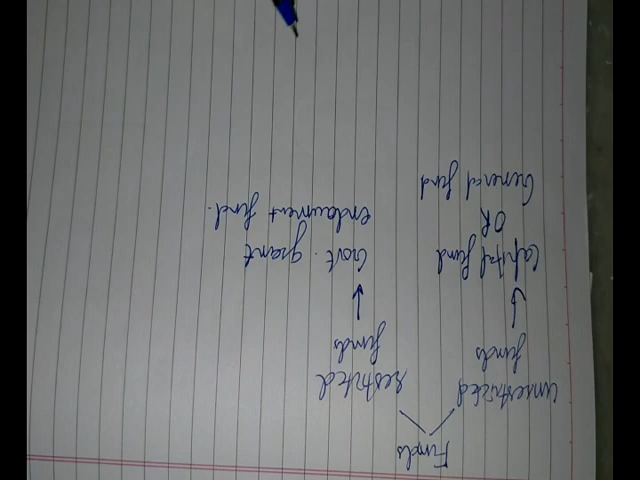 Funds
unrestricted
funds
restricted
funds
Capital fund
OR
General fund
Govt. grant
endowment fund.